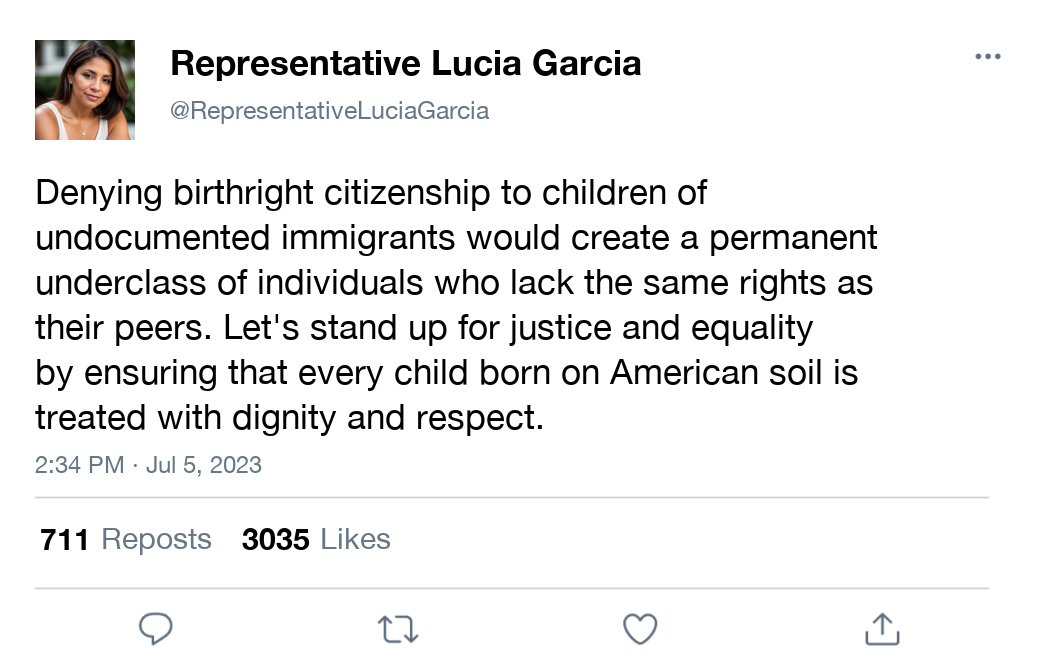 Representative Lucia Garcia
@RepresentativeLuciaGarcia
Denying birthright citizenship to children of
undocumented immigrants would create a permanent
underclass of individuals who lack the same rights as
their peers. Let's stand up for justice and equality
by ensuring that every child born on American soil is
treated with dignity and respect.
2:34 PM · Jul 5, 2023
711 Reposts 3035 Likes